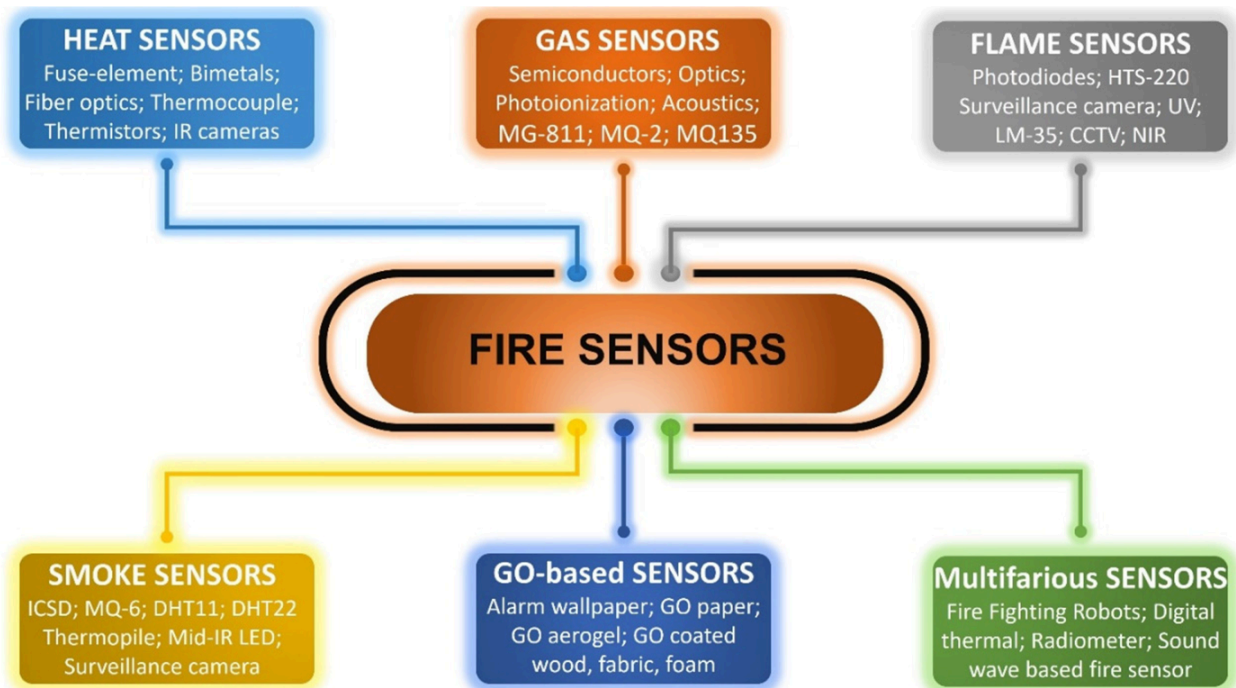 HEAT SENSORS
Fuse-element; Bimetals;
Fiber optics; Thermocouple;
Thermistors; IR cameras
GAS SENSORS
Semiconductors; Optics;
Photoionization; Acoustics;
MG-811; MQ-2; MQ135
FLAME SENSORS
Photodiodes; HTS-220
Surveillance camera; UV;
LM-35; CCTV; NIR
FIRE SENSORS
SMOKE SENSORS
ICSD; MQ-6; DHT11; DHT22
Thermopile; Mid-IR LED;
Surveillance camera
GO-based SENSORS
Alarm wallpaper; GO paper;
GO aerogel; GO coated
wood, fabric, foam
Multifarious SENSORS
Fire Fighting Robots; Digital
thermal; Radiometer; Sound
wave based fire sensor